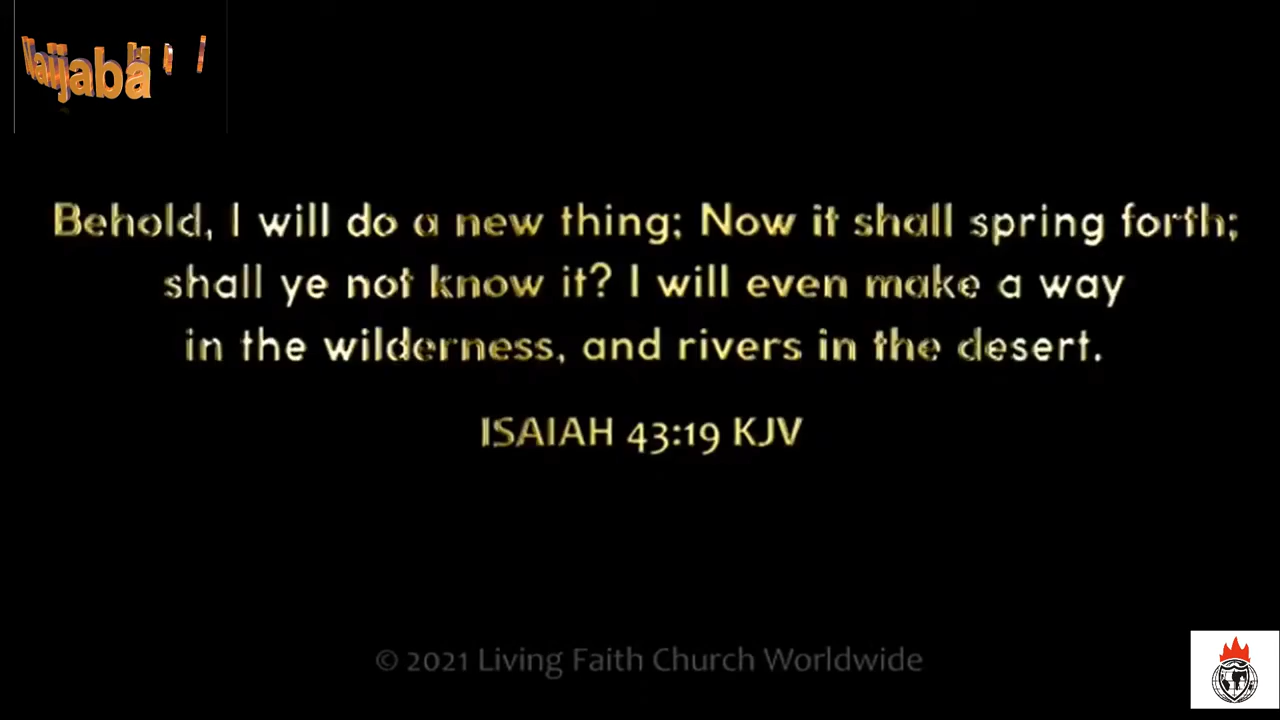 Behold, I will do a new thing; Now it shall spring forth;
shall ye not know it? I will even make a way
in the wilderness, and rivers in the desert.
ISAIAH 43:19 KJV
© 2021 Living Faith Church Worldwide